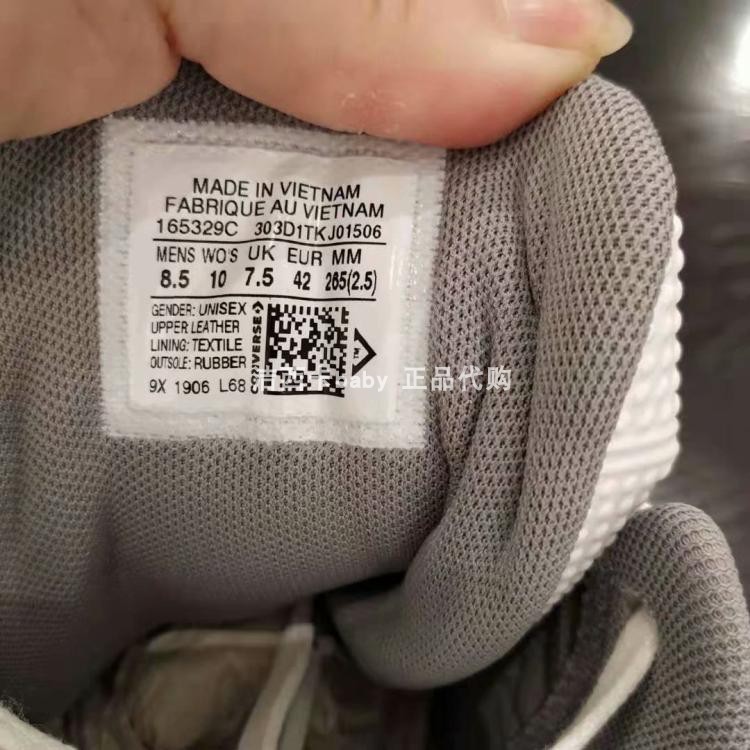 MADE IN VIETNAM
FABRIQUE AU VIETNAM
165329C 303D1TKJ01506
MENS WO'S UK EUR MM
8.5 10 7.5 42 265(2.5)
GENDER: UNISEX
UPPER LEATHER
LINING: TEXTILE
OUTSOLE: RUBBER
9X 1906 L68
CONVERSE
TM
baby 正品代购